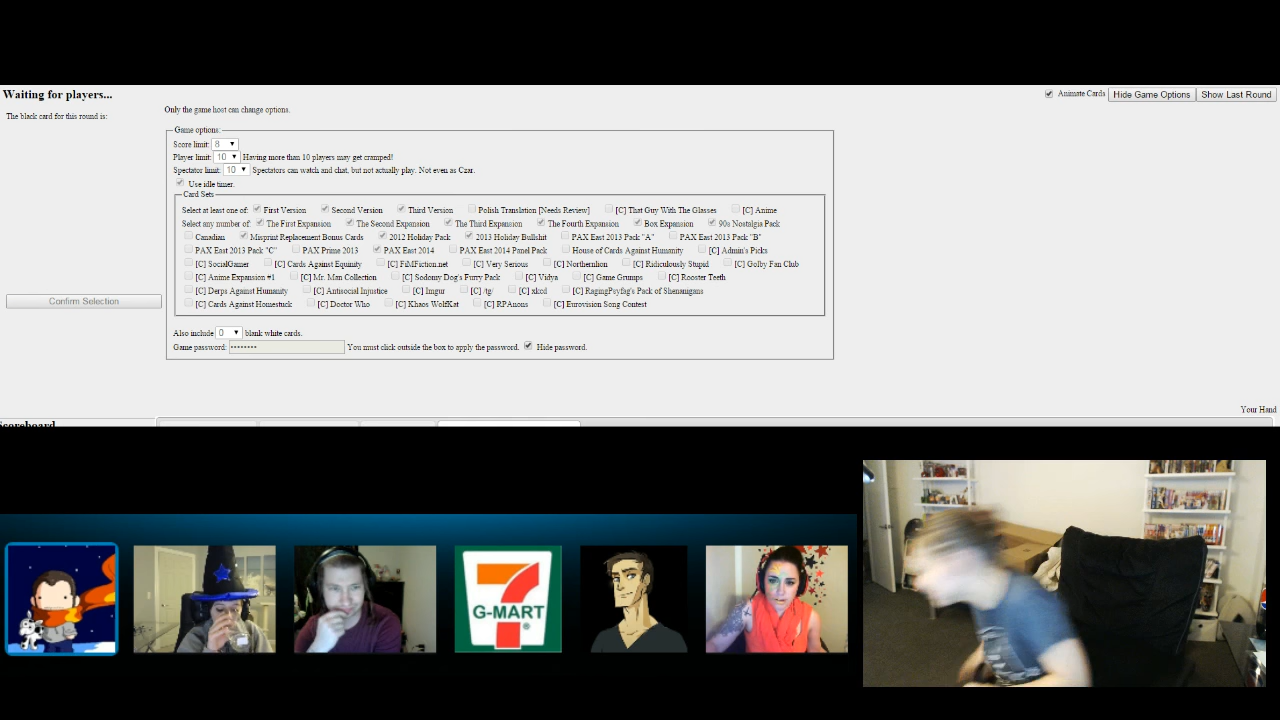 Waiting for players...
Animate Cards Hide Game Options Show Last Round
The black card for this round is:
Only the game host can change options.
Game options:
Score limit: 8
Player limit: 10 Having more than 10 players may get cramped!
Spectator limit: 10 Spectators can watch and chat, but not actually play. Not even as Czar.
Use idle timer.
Card Sets
Select at least one of: First Version Second Version Third Version Polish Translation [Needs Review] [C] That Guy With The Glasses [C] Anime
Select any number of: The First Expansion The Second Expansion The Third Expansion The Fourth Expansion Box Expansion 90s Nostalgia Pack
Canadian Misprint Replacement Bonus Cards 2012 Holiday Pack 2013 Holiday Bullshit PAX East 2013 Pack "A" PAX East 2013 Pack "B"
PAX East 2013 Pack "C" PAX Prime 2013 PAX East 2014 PAX East 2014 Panel Pack House of Cards Against Humanity [C] Admin's Picks
[C] SocialGamer [C] Cards Against Equinity [C] FiMFiction.net [C] Very Serious [C] Northernlion [C] Ridiculously Stupid [C] Golby Fan Club
[C] Anime Expansion #1 [C] Mr. Man Collection [C] Sodomy Dog's Furry Pack [C] Vidya [C] Game Grumps [C] Rooster Teeth
[C] Derps Against Humanity [C] Antisocial Injustice [C] Imgur [C] /tg/ [C] xkcd [C] RagingPsyfag's Pack of Shenanigans
[C] Cards Against Homestuck [C] Doctor Who [C] Khaos WolfKat [C] RPAnons [C] Eurovision Song Contest
Confirm Selection
Also include 0 blank white cards.
Game password: •••••••• You must click outside the box to apply the password. Hide password.
Your Hand
Scoreboard
G-MART